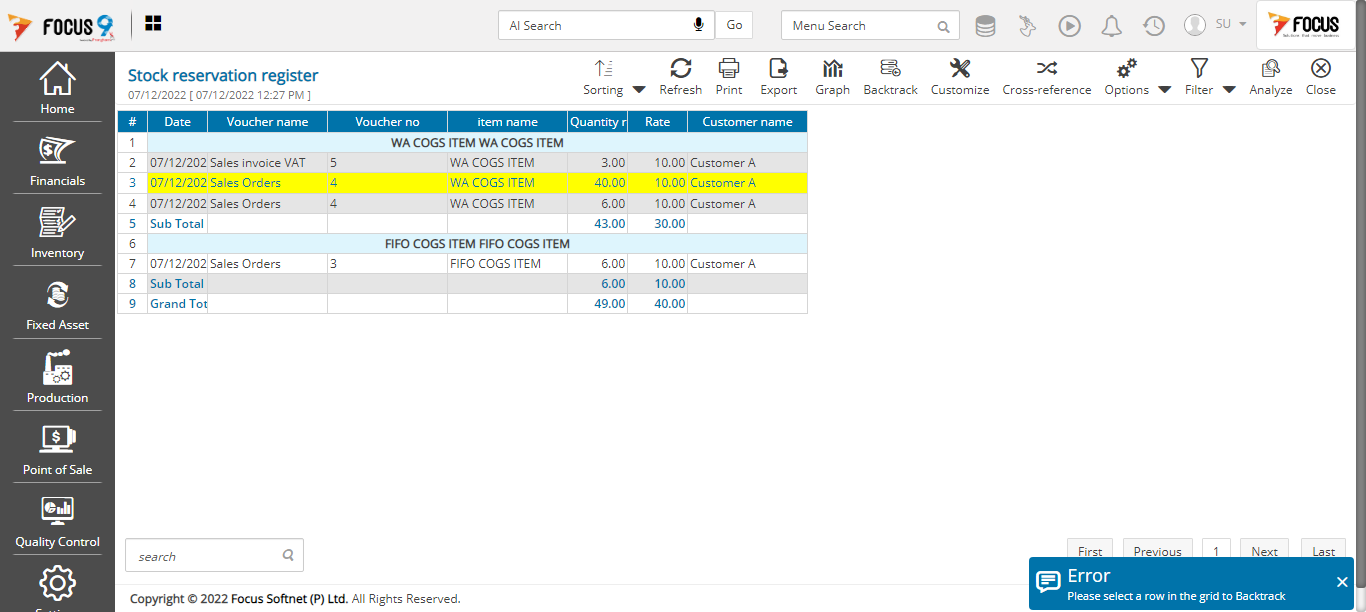 FOCUS 9
AI Search
Go
Menu Search
SU
FOCUS
Home
Financials
Inventory
Fixed Asset
Production
Point of Sale
Quality Control
Stock reservation register
07/12/2022 [ 07/12/2022 12:27 PM ]
Sorting Refresh Print Export Graph Backtrack Customize Cross-reference Options Filter Analyze Close
# Date Voucher name Voucher no item name Quantity r Rate Customer name
1 WA COGS ITEM WA COGS ITEM
2 07/12/202 Sales invoice VAT 5 WA COGS ITEM 3.00 10.00 Customer A
3 07/12/202 Sales Orders 4 WA COGS ITEM 40.00 10.00 Customer A
4 07/12/202 Sales Orders 4 WA COGS ITEM 6.00 10.00 Customer A
5 Sub Total 43.00 30.00
6 FIFO COGS ITEM FIFO COGS ITEM
7 07/12/202 Sales Orders 3 FIFO COGS ITEM 6.00 10.00 Customer A
8 Sub Total 6.00 10.00
9 Grand Tot 49.00 40.00
search
First Previous 1 Next Last
Error
Please select a row in the grid to Backtrack
Copyright © 2022 Focus Softnet (P) Ltd. All Rights Reserved.